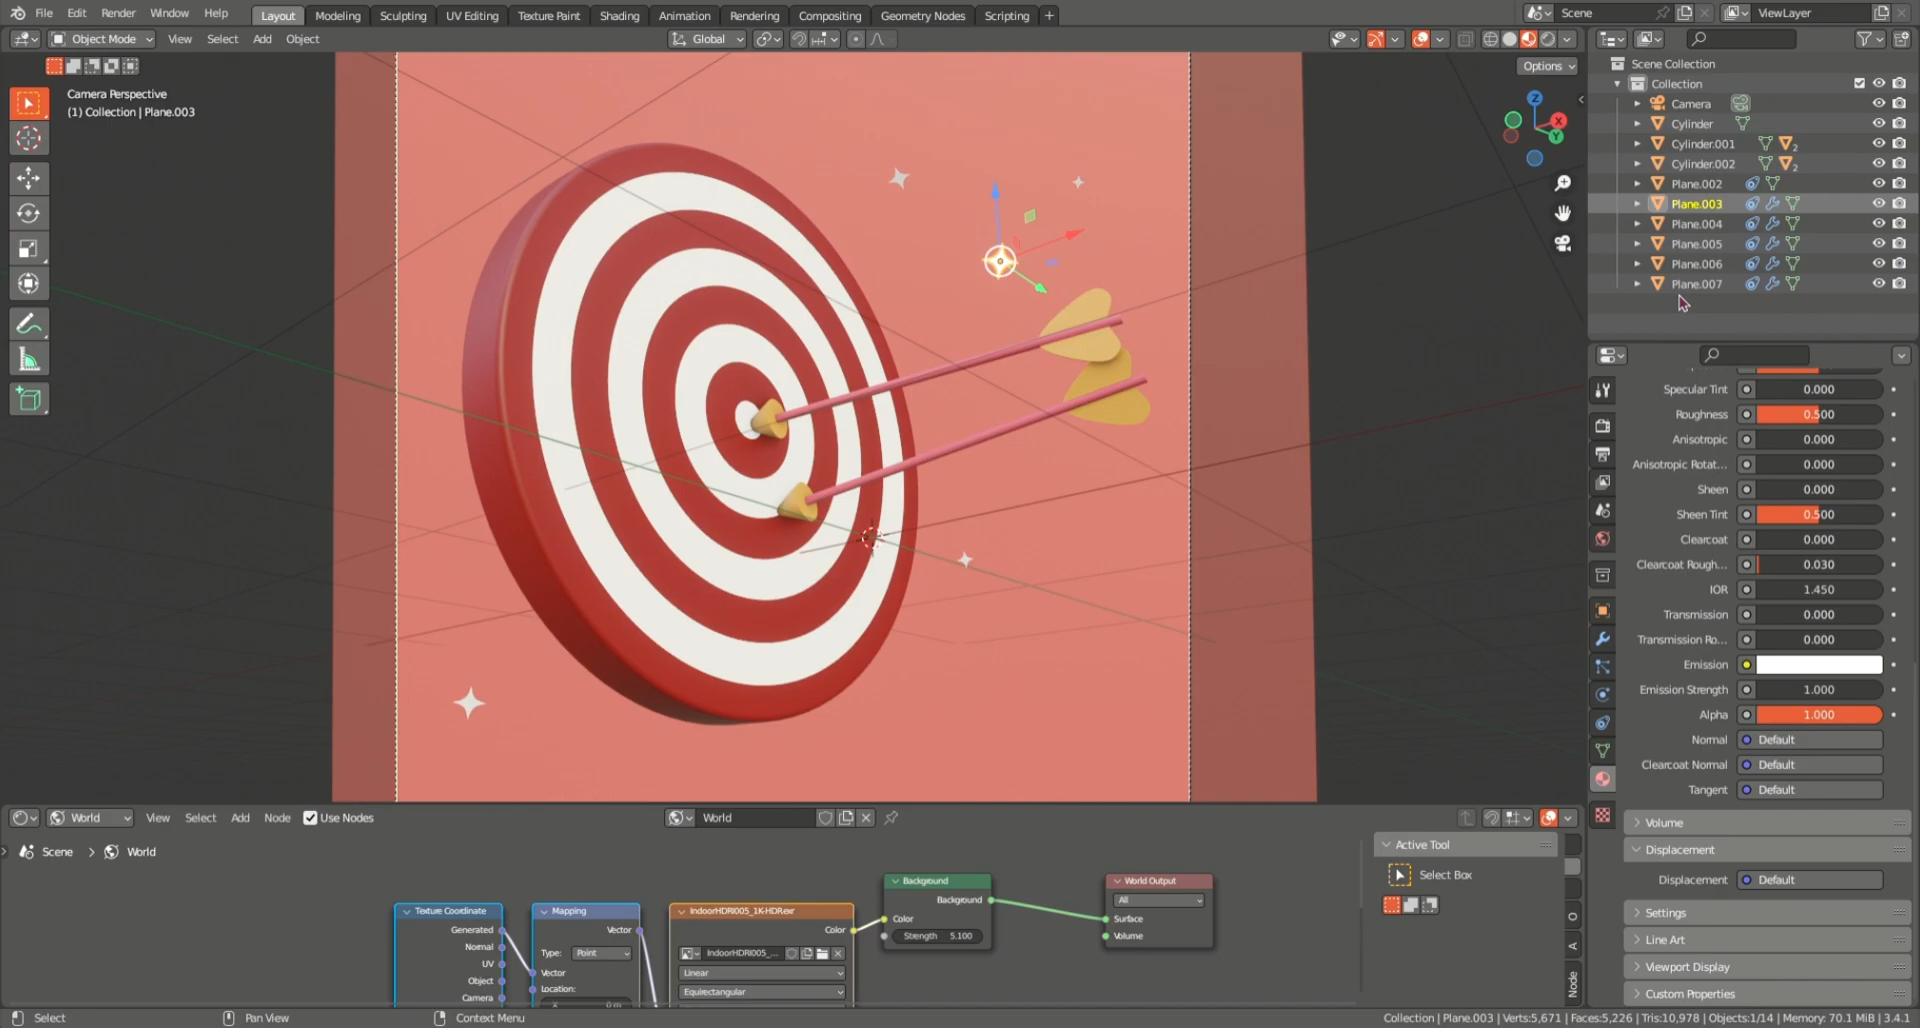 File Edit Render Window Help Layout Modeling Sculpting UV Editing Texture Paint Shading Animation Rendering Compositing Geometry Nodes Scripting + Scene ViewLayer
Object Mode View Select Add Object Global
Options
Camera Perspective
(1) Collection | Plane.003
Z
X
Y
Scene Collection
Collection
Camera
Cylinder
Cylinder.001 2
Cylinder.002 2
Plane.002
Plane.003
Plane.004
Plane.005
Plane.006
Plane.007
Specular Tint 0.000
Roughness 0.500
Anisotropic 0.000
Anisotropic Rotat... 0.000
Sheen 0.000
Sheen Tint 0.500
Clearcoat 0.000
Clearcoat Rough... 0.030
IOR 1.450
Transmission 0.000
Transmission Ro... 0.000
Emission
Emission Strength 1.000
Alpha 1.000
Normal Default
Clearcoat Normal Default
Tangent Default
Volume
Displacement
Displacement Default
Settings
Line Art
Viewport Display
Custom Properties
World View Select Add Node Use Nodes World
Scene > World
Active Tool
Select Box
O
A
Node
Texture Coordinate
Generated
Normal
UV
Object
Camera
Mapping
Vector
Type: Point
Vector
Location:
X 0 m
IndoorHDRI005_1K-HDR.exr
Color
IndoorHDRI005_...
Linear
Equirectangular
Background
Background
Color
Strength 5.100
World Output
All
Surface
Volume
Select Pan View Context Menu Collection | Plane.003 | Verts:5,671 | Faces:5,226 | Tris:10,978 | Objects:1/14 | Memory: 70.1 MiB | 3.4.1